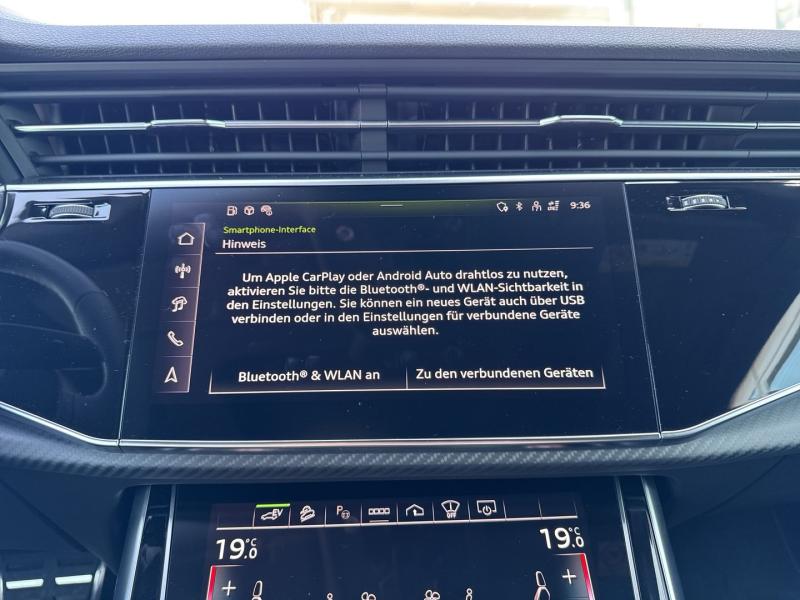 9:36
Smartphone-Interface
Hinweis
Um Apple CarPlay oder Android Auto drahtlos zu nutzen,
aktivieren Sie bitte die Bluetooth®- und WLAN-Sichtbarkeit in
den Einstellungen. Sie können ein neues Gerät auch über USB
verbinden oder in den Einstellungen für verbundene Geräte
auswählen.
Bluetooth® & WLAN an
Zu den verbundenen Geräten
EV
P
OFF
19.0 °C
19.0 °C
+
+